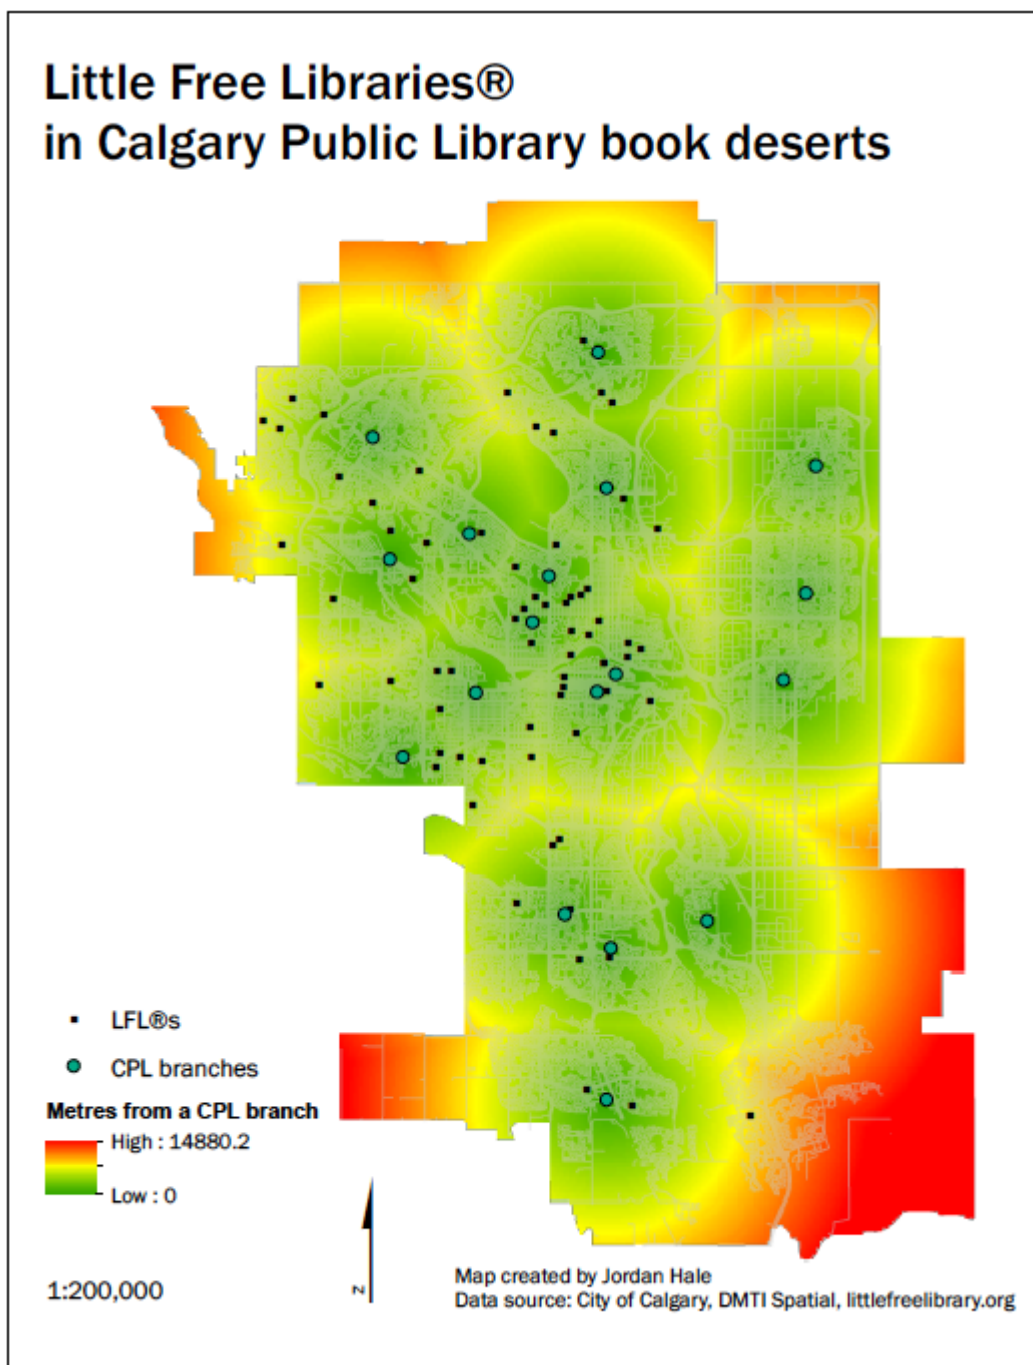 Little Free Libraries®
in Calgary Public Library book deserts
LFL®s
CPL branches
Metres from a CPL branch
High : 14880.2
Low : 0
1:200,000
z
Map created by Jordan Hale
Data source: City of Calgary, DMTI Spatial, littlefreelibrary.org